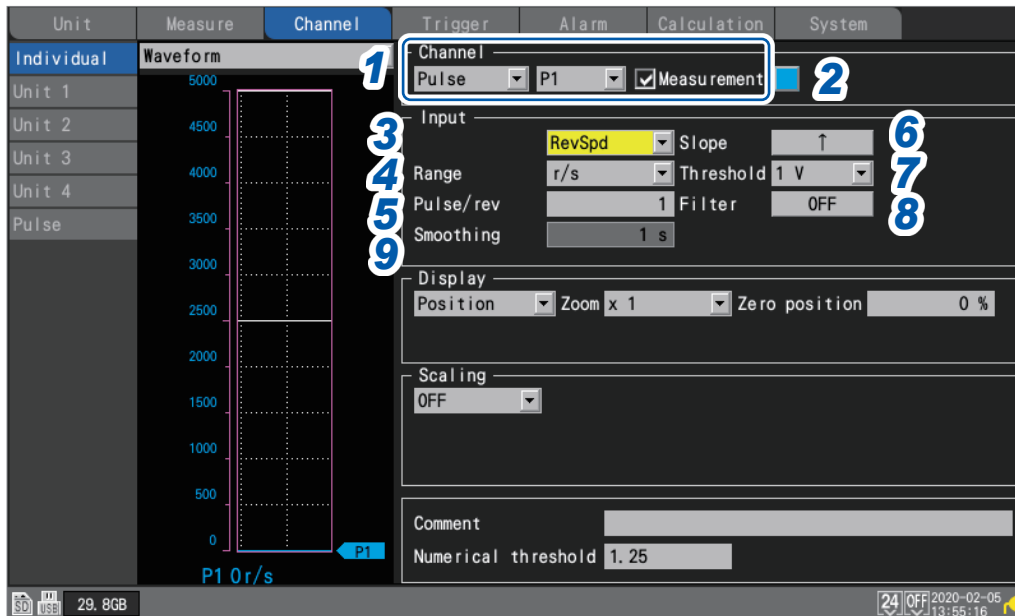 Unit Measure Channel Trigger Alarm Calculation System
Individual
Unit 1
Unit 2
Unit 3
Unit 4
Pulse
Waveform
5000
4500
4000
3500
3000
2500
2000
1500
1000
500
0
P1
P1 0r/s
1
Channel
Pulse P1 Measurement 2
Input
3 RevSpd Slope ↑ 6
4 Range r/s Threshold 1 V 7
5 Pulse/rev 1 Filter OFF 8
9 Smoothing 1 s
Display
Position Zoom x 1 Zero position 0 %
Scaling
OFF
Comment
Numerical threshold 1.25
SD USB 29.8GB 24 OFF 2020-02-05
13:55:16